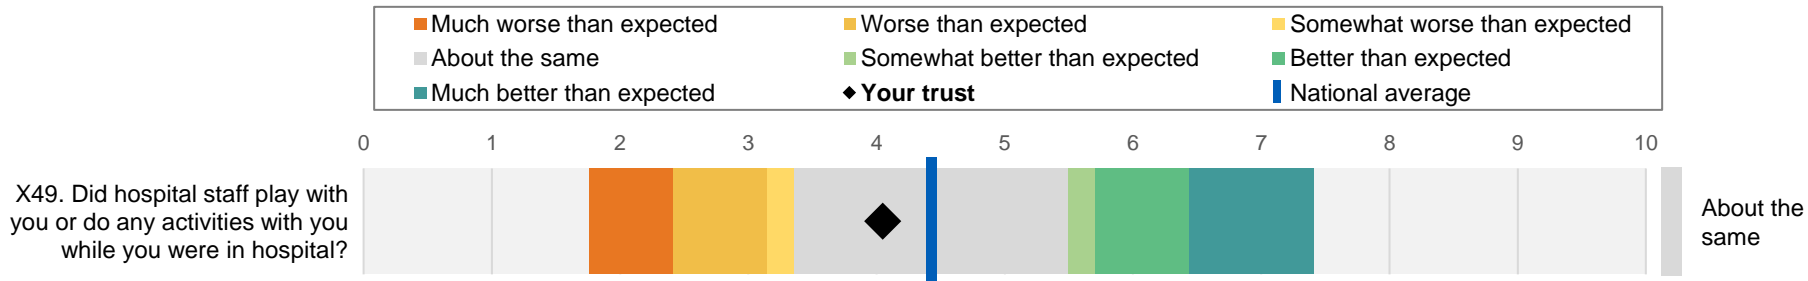 Much worse than expected
Worse than expected
Somewhat worse than expected
About the same
Somewhat better than expected
Better than expected
Much better than expected
Your trust
National average
0 1 2 3 4 5 6 7 8 9 10
X49. Did hospital staff play with
you or do any activities with you
while you were in hospital?
About the
same